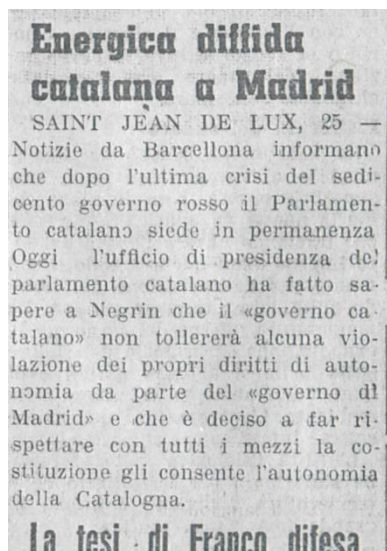 Energica diffida
catalana a Madrid
SAINT JEAN DE LUX, 25 —
Notizie da Barcellona informano
che dopo l'ultima crisi del sedi-
cento governo rosso il Parlamen-
to catalano siede in permanenza
Oggi l'ufficio di presidenza del
parlamento catalano ha fatto sa-
pere a Negrin che il «governo ca-
talano» non tollererà alcuna vio-
lazione dei propri diritti di auto-
nomia da parte del «governo di
Madrid» e che è deciso a far ri-
spettare con tutti i mezzi la co-
stituzione gli consente l'autonomia
della Catalogna.
La tesi di Franco difesa